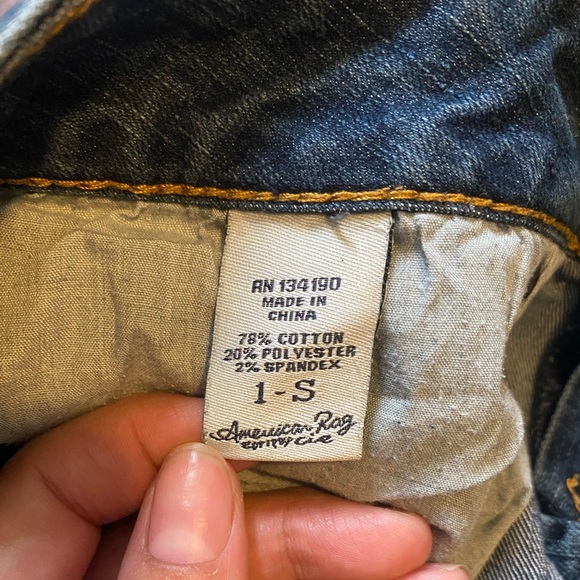 RN 134190
MADE IN
CHINA
78% COTTON
20% POLYESTER
2% SPANDEX
1-S
American Rag
cie